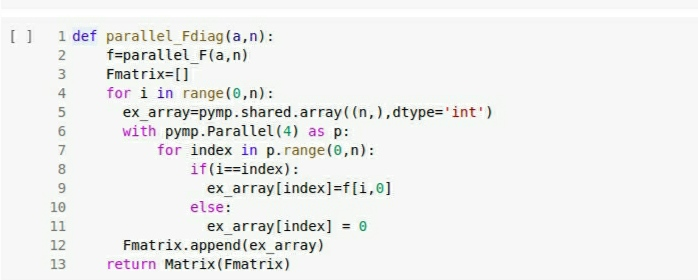 [ ] 1 def parallel_Fdiag(a,n):
2 f=parallel_F(a,n)
3 Fmatrix=[]
4 for i in range(0,n):
5 ex_array=pymp.shared.array((n,),dtype='int')
6 with pymp.Parallel(4) as p:
7 for index in p.range(0,n):
8 if(i==index):
9 ex_array[index]=f[i,0]
10 else:
11 ex_array[index] = 0
12 Fmatrix.append(ex_array)
13 return Matrix(Fmatrix)